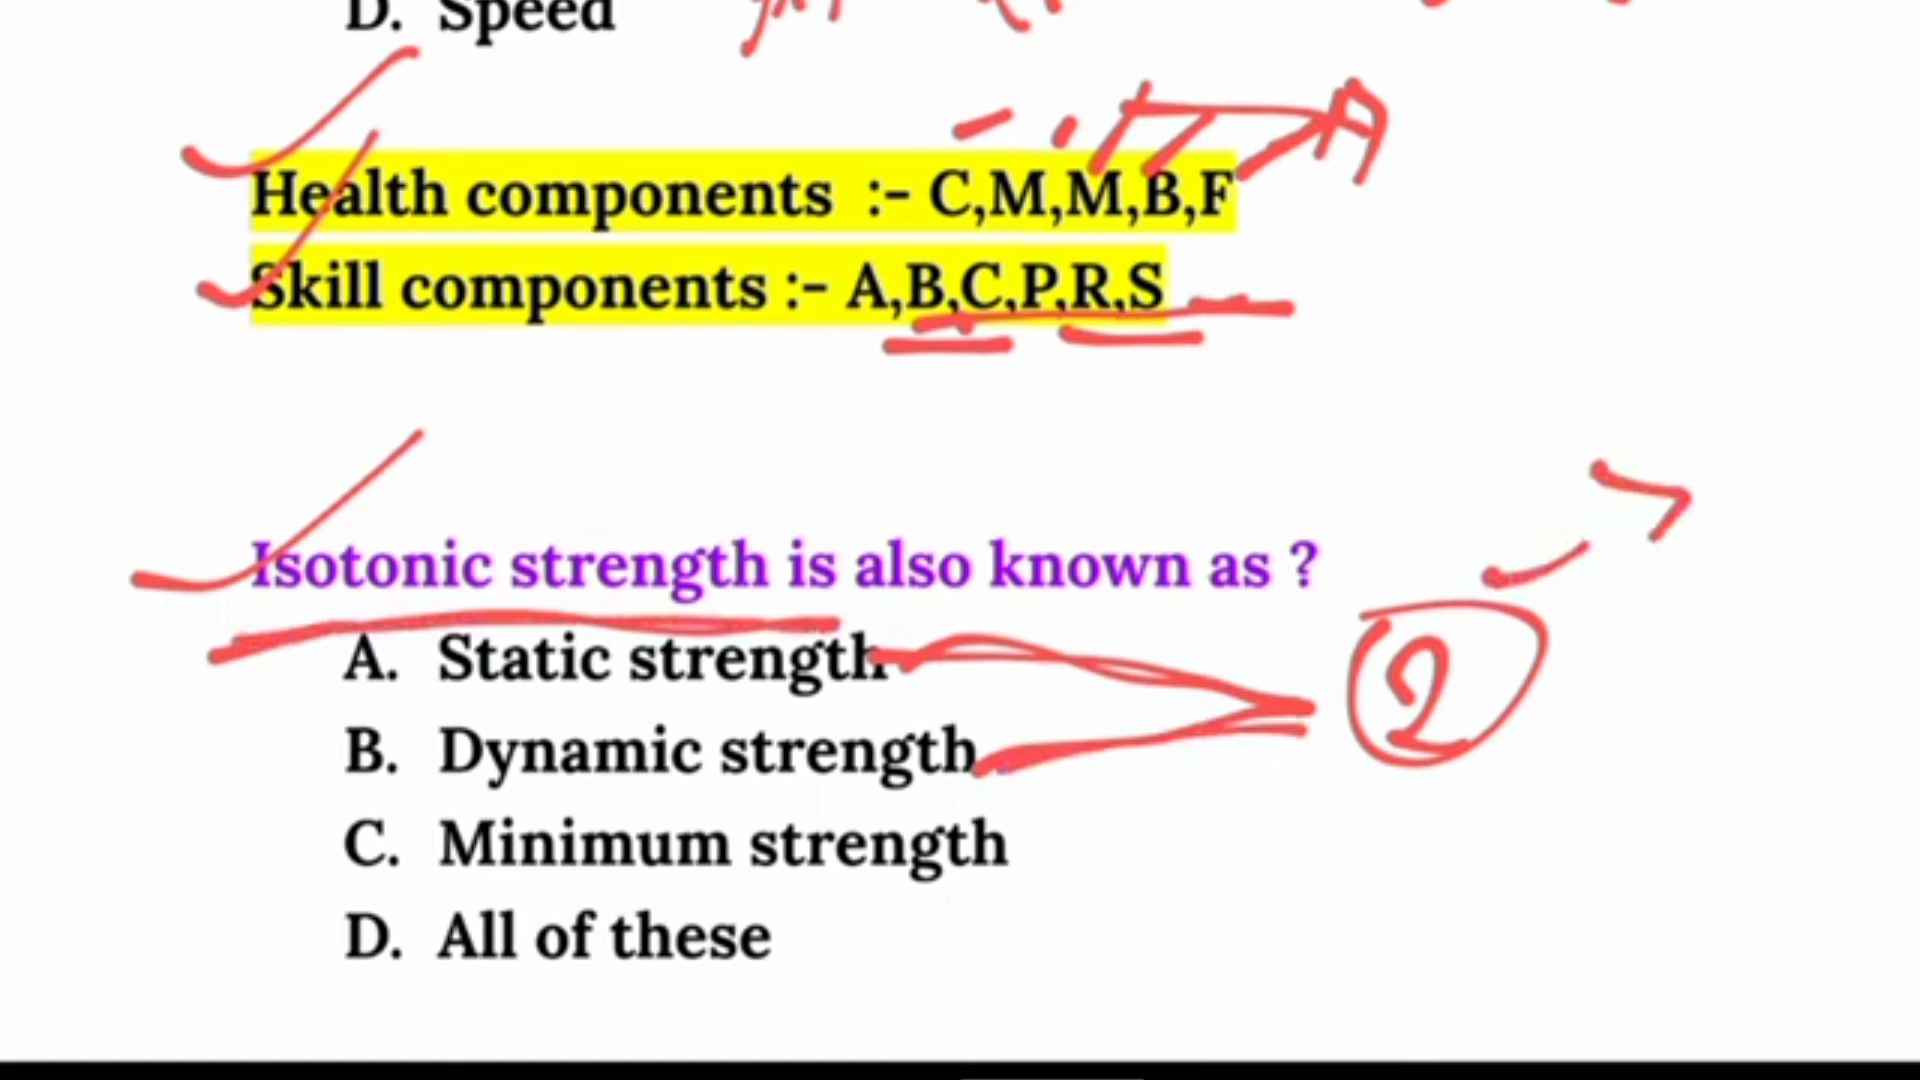 D. Speed
A
Health components :- C,M,M,B,F
Skill components :- A,B,C,P,R,S
Isotonic strength is also known as ?
A. Static strength
B. Dynamic strength
2
C. Minimum strength
D. All of these